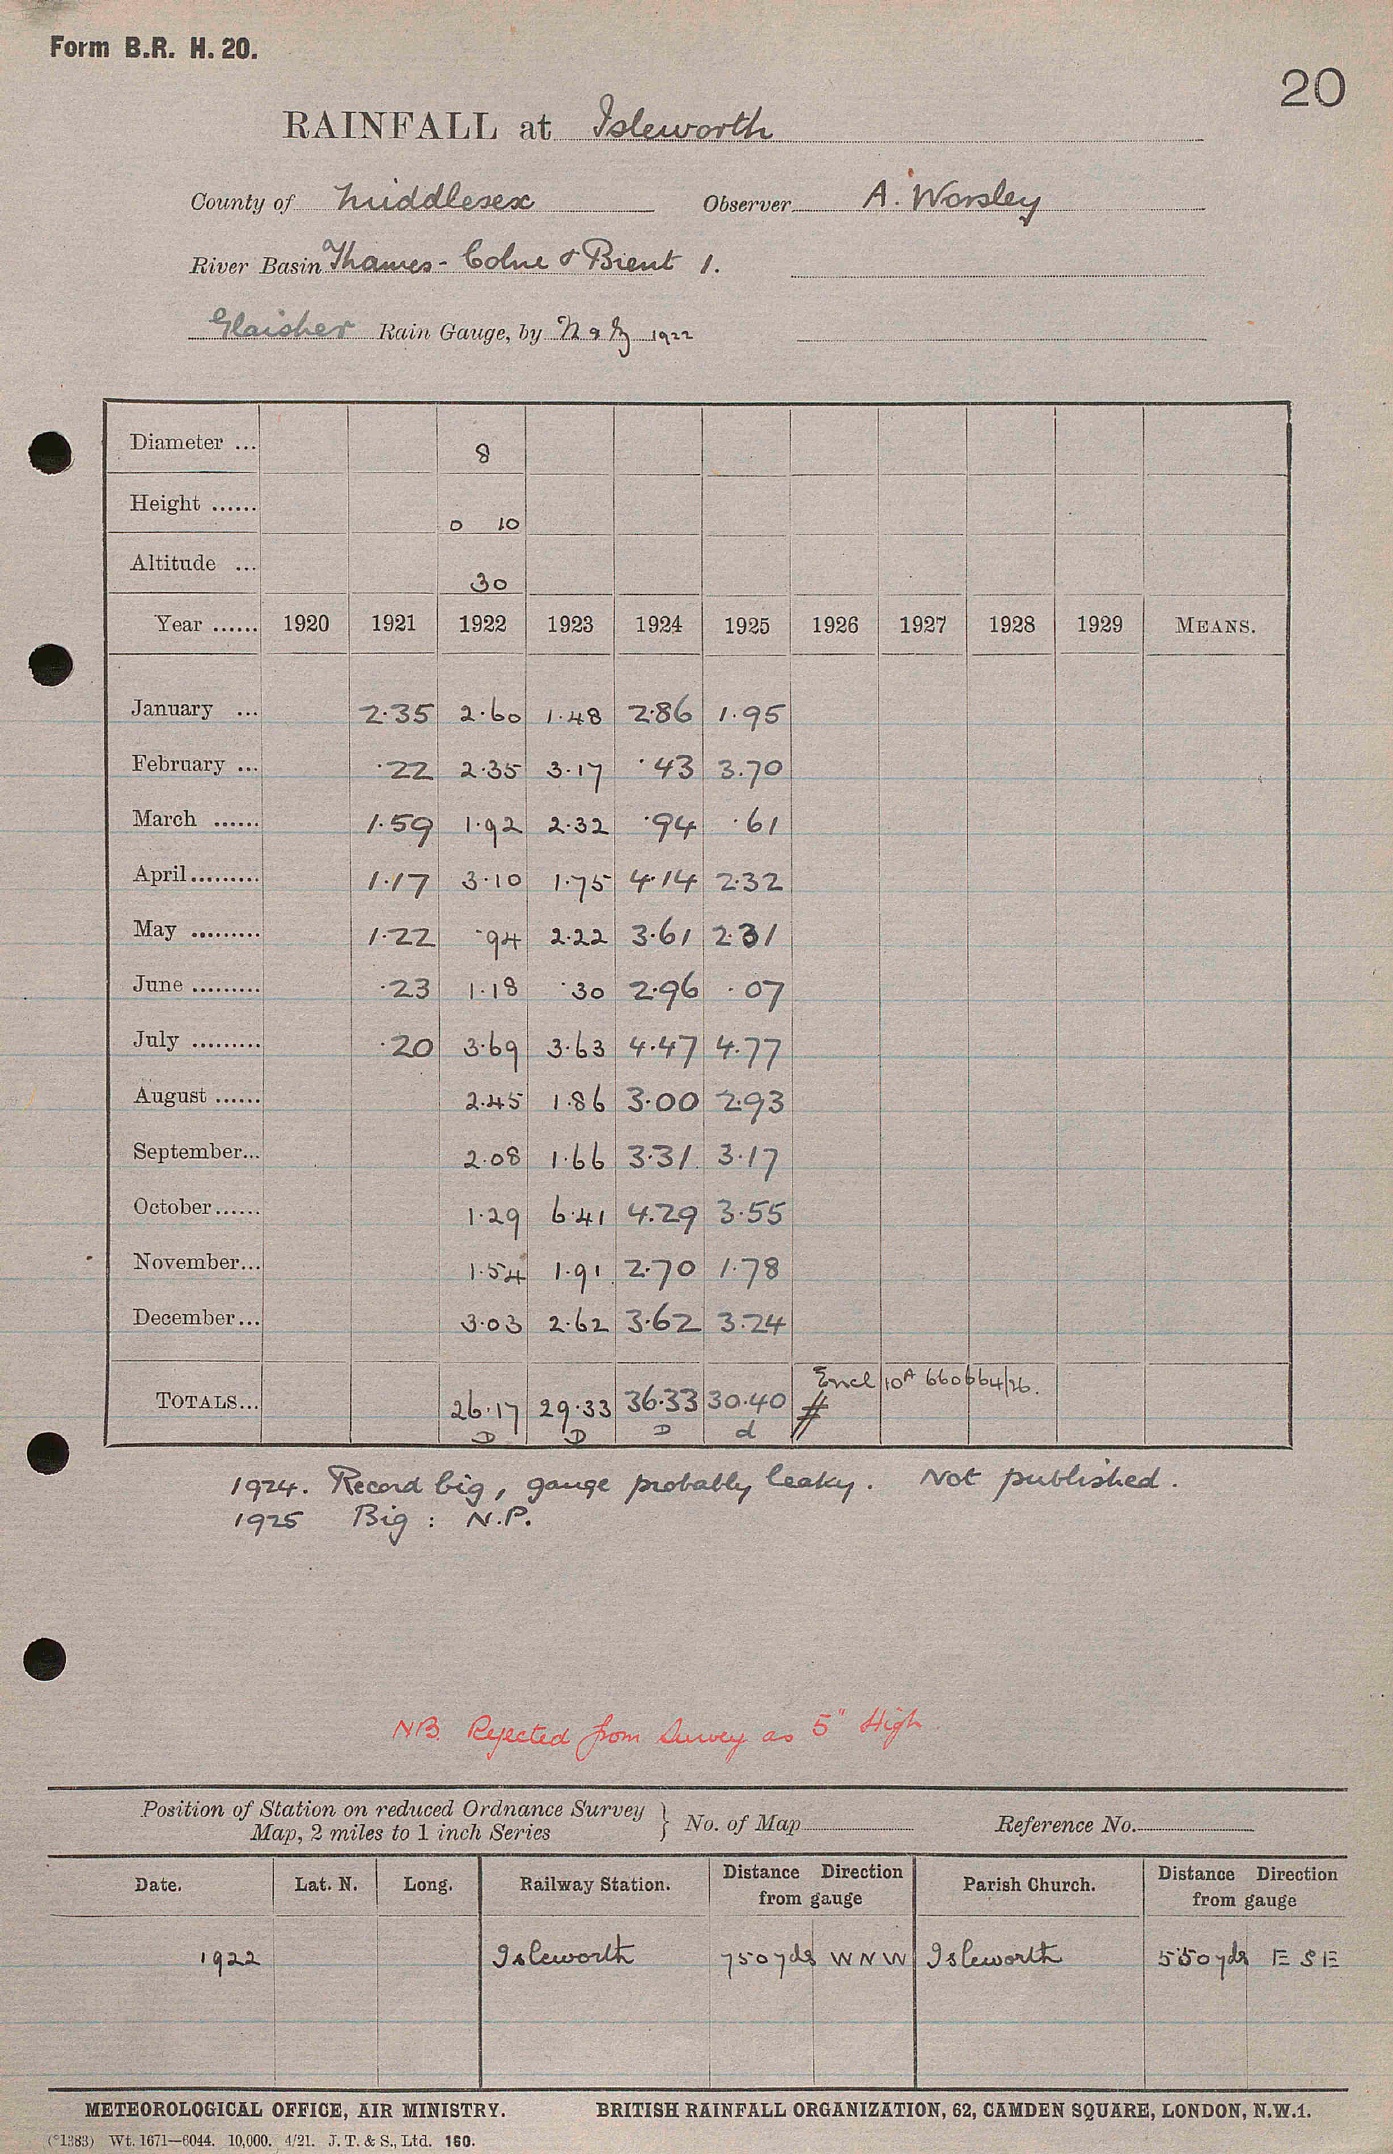 Form B.R. H. 20.
20
RAINFALL at Isleworth
County of Middlesex Observer A. Worsley
River Basin Thames - Colne & Brent 1.
Glaisher Rain Gauge, by N & Z 1922
Diameter ... 8
Height ...... 0 10
Altitude ... 30
Year ...... 1920 1921 1922 1923 1924 1925 1926 1927 1928 1929 MEANS.
January ... 2.35 2.60 1.48 2.86 1.95
February ... .22 2.35 3.17 .43 3.70
March ...... 1.59 1.92 2.32 .94 .61
April ......... 1.17 3.10 1.75 4.14 2.32
May ......... 1.22 .94 2.22 3.61 2.31
June ......... .23 1.18 .30 2.96 .07
July ......... .20 3.69 3.63 4.47 4.77
August ...... 2.45 1.86 3.00 2.93
September... 2.08 1.66 3.31 3.17
October ...... 1.29 6.41 4.29 3.55
November... 1.54 1.91 2.70 1.78
December... 3.03 2.62 3.62 3.24
Encl 10A 660664/26.
TOTALS... 26.17 29.33 36.33 30.40 #
D D D d
1924. Record big, gauge probably leaky. Not published.
1925 Big : N.P.
NB. Rejected from Survey as 5" High
Position of Station on reduced Ordnance Survey
Map, 2 miles to 1 inch Series } No. of Map Reference No.
Date. Lat. N. Long. Railway Station. Distance Direction from gauge Parish Church. Distance Direction from gauge
1922 Isleworth 750 yds W N W Isleworth 550 yds E S E
METEOROLOGICAL OFFICE, AIR MINISTRY. BRITISH RAINFALL ORGANIZATION, 62, CAMDEN SQUARE, LONDON, N.W.1.
(*1383) Wt. 1671—6044. 10,000. 4/21. J. T. & S., Ltd. 160.